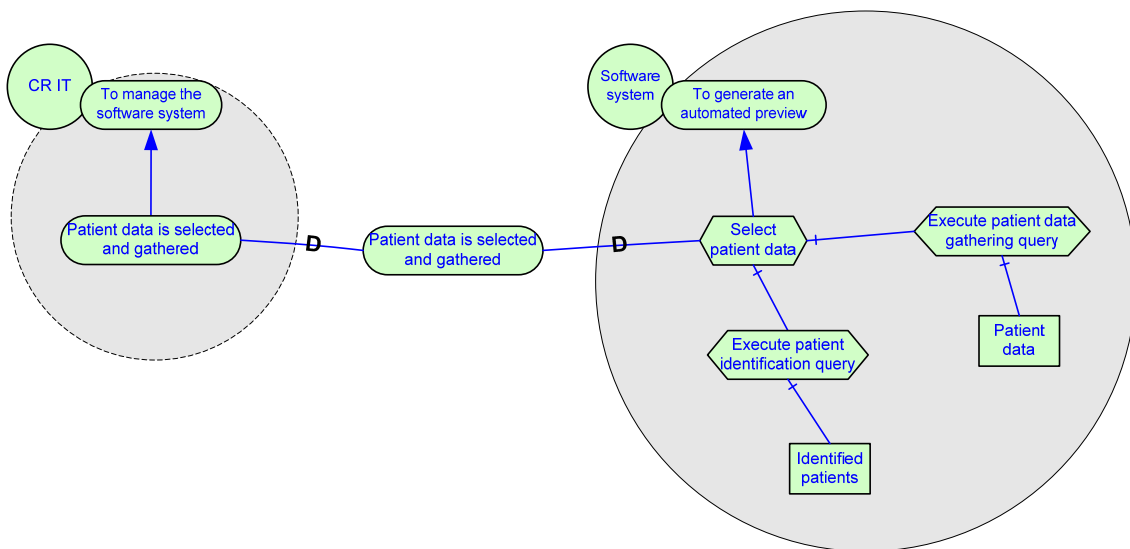 CR IT
To manage the
software system
Patient data is selected
and gathered
D
Patient data is selected
and gathered
D
Software
system
To generate an
automated preview
Select
patient data
Execute patient data
gathering query
Patient
data
Execute patient
identification query
Identified
patients